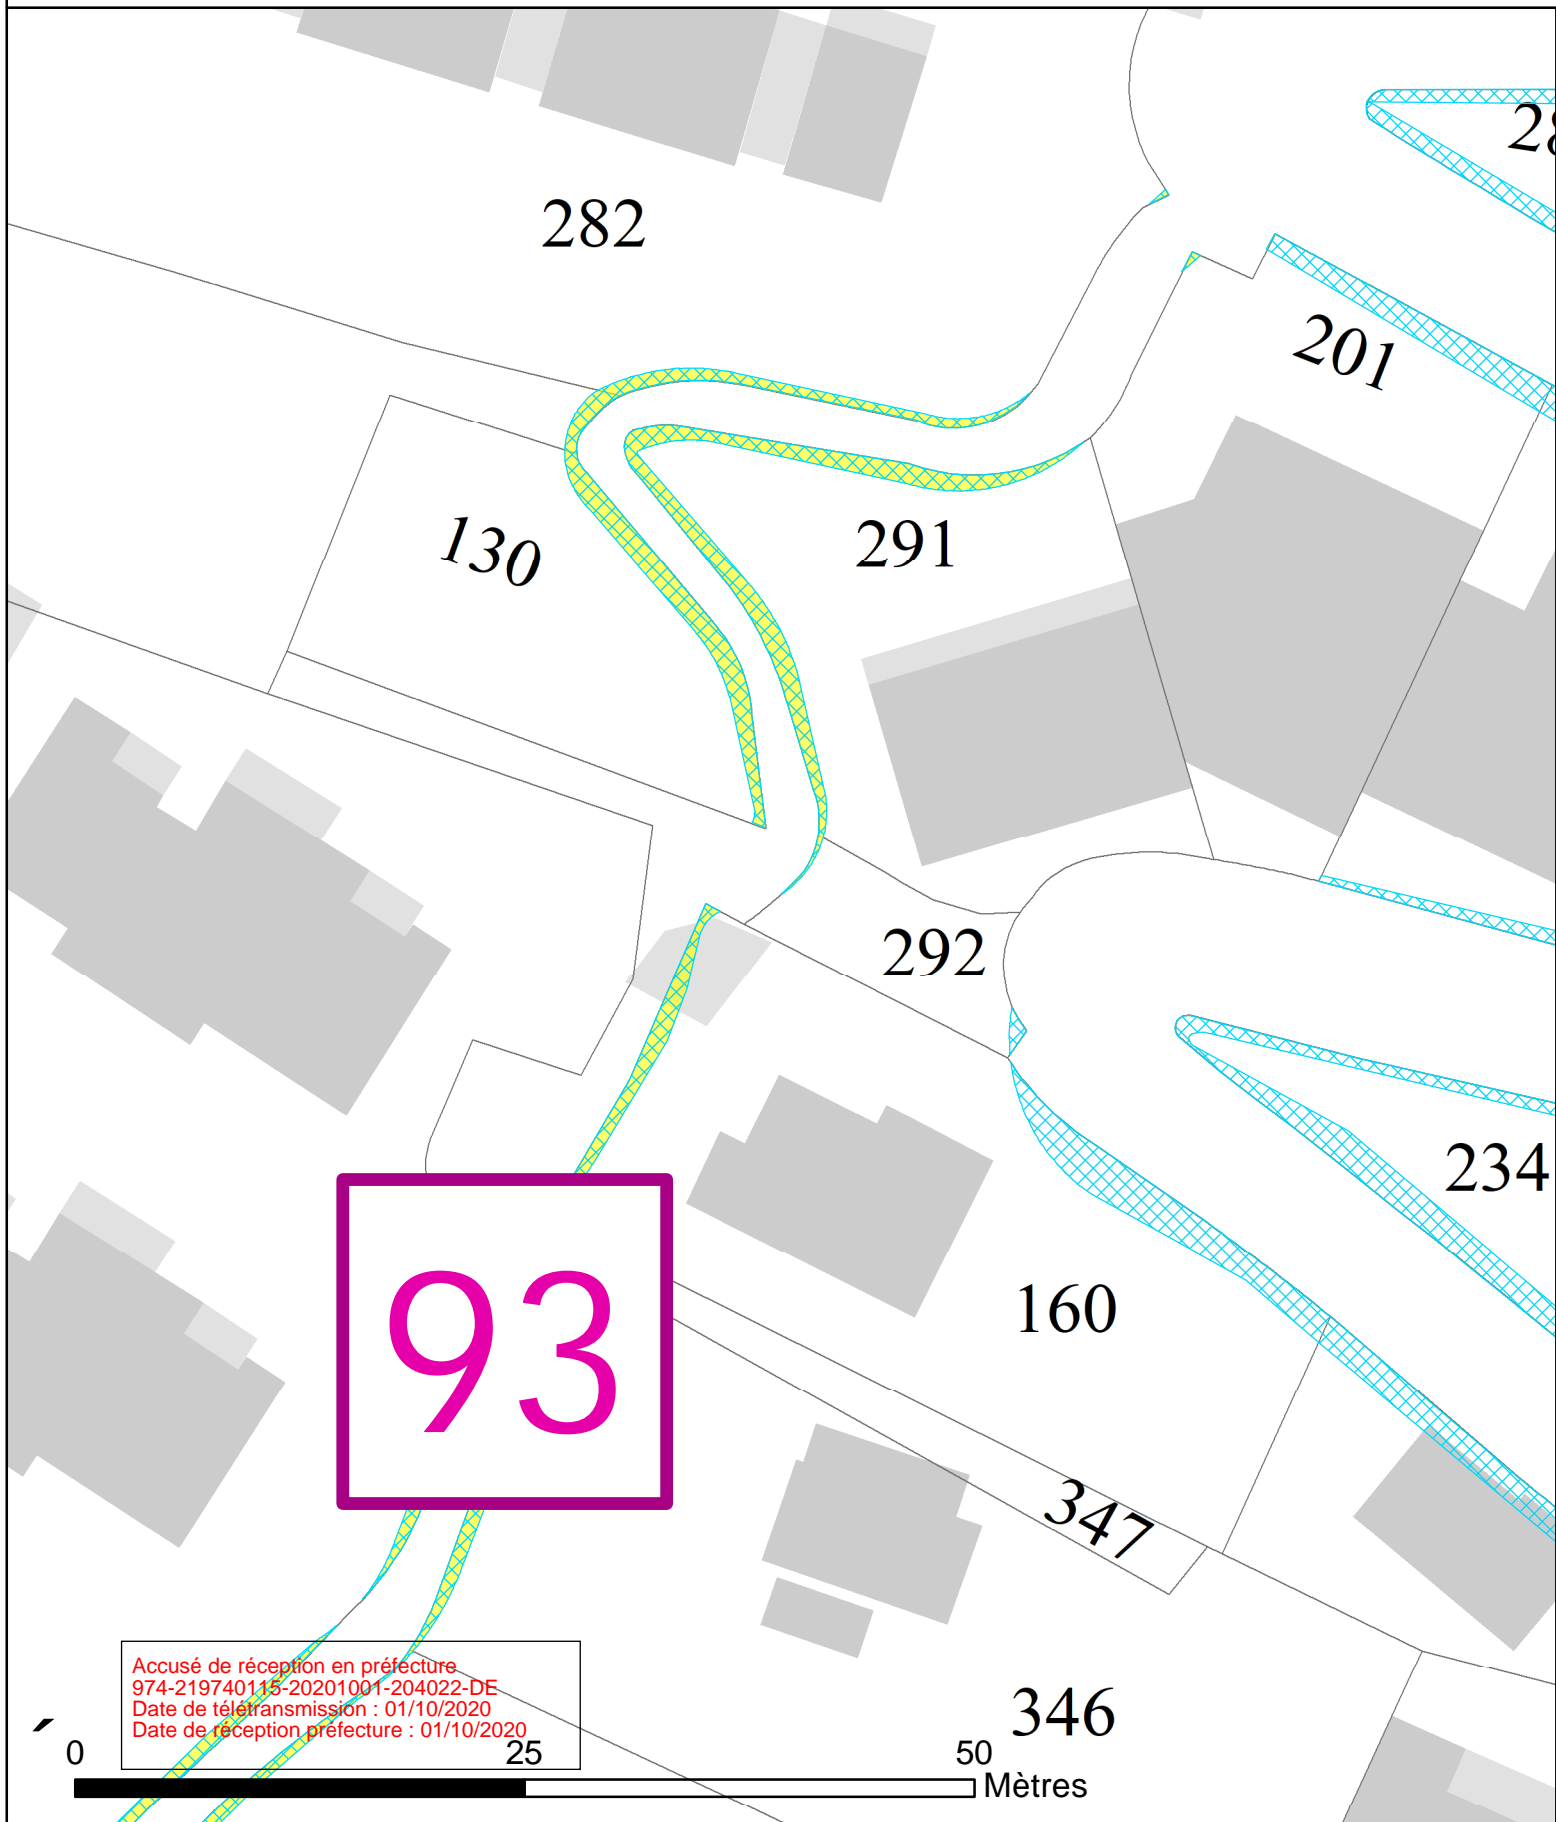 282
201
130
291
292
234
93
160
347
346
Accusé de réception en préfecture
974-219740115-20201001-204022-DE
Date de télétransmission : 01/10/2020
Date de réception préfecture : 01/10/2020
0 25 50 Mètres